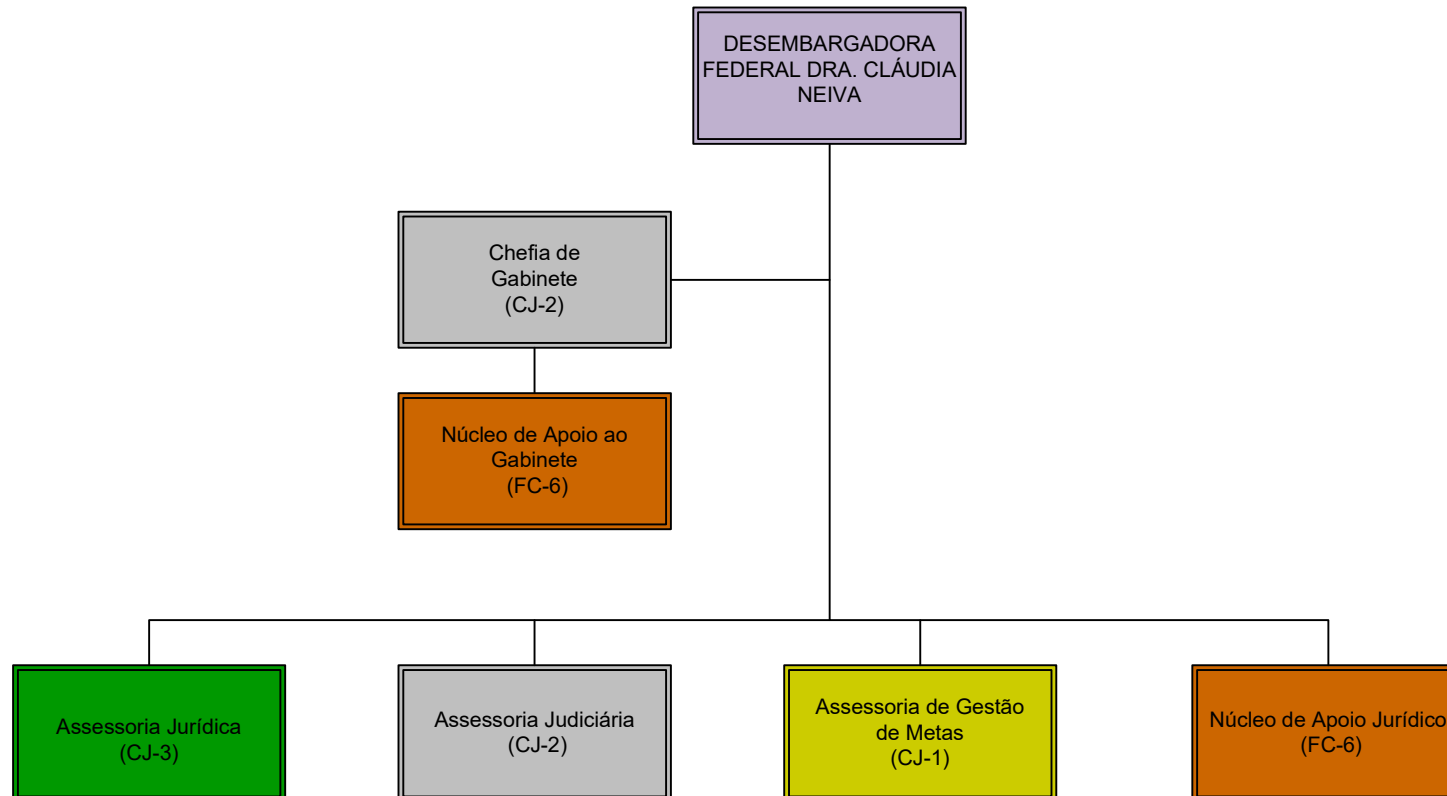 DESEMBARGADORA
FEDERAL DRA. CLÁUDIA
NEIVA
Chefia de
Gabinete
(CJ-2)
Núcleo de Apoio ao
Gabinete
(FC-6)
Assessoria Jurídica
(CJ-3)
Assessoria Judiciária
(CJ-2)
Assessoria de Gestão
de Metas
(CJ-1)
Núcleo de Apoio Jurídico
(FC-6)